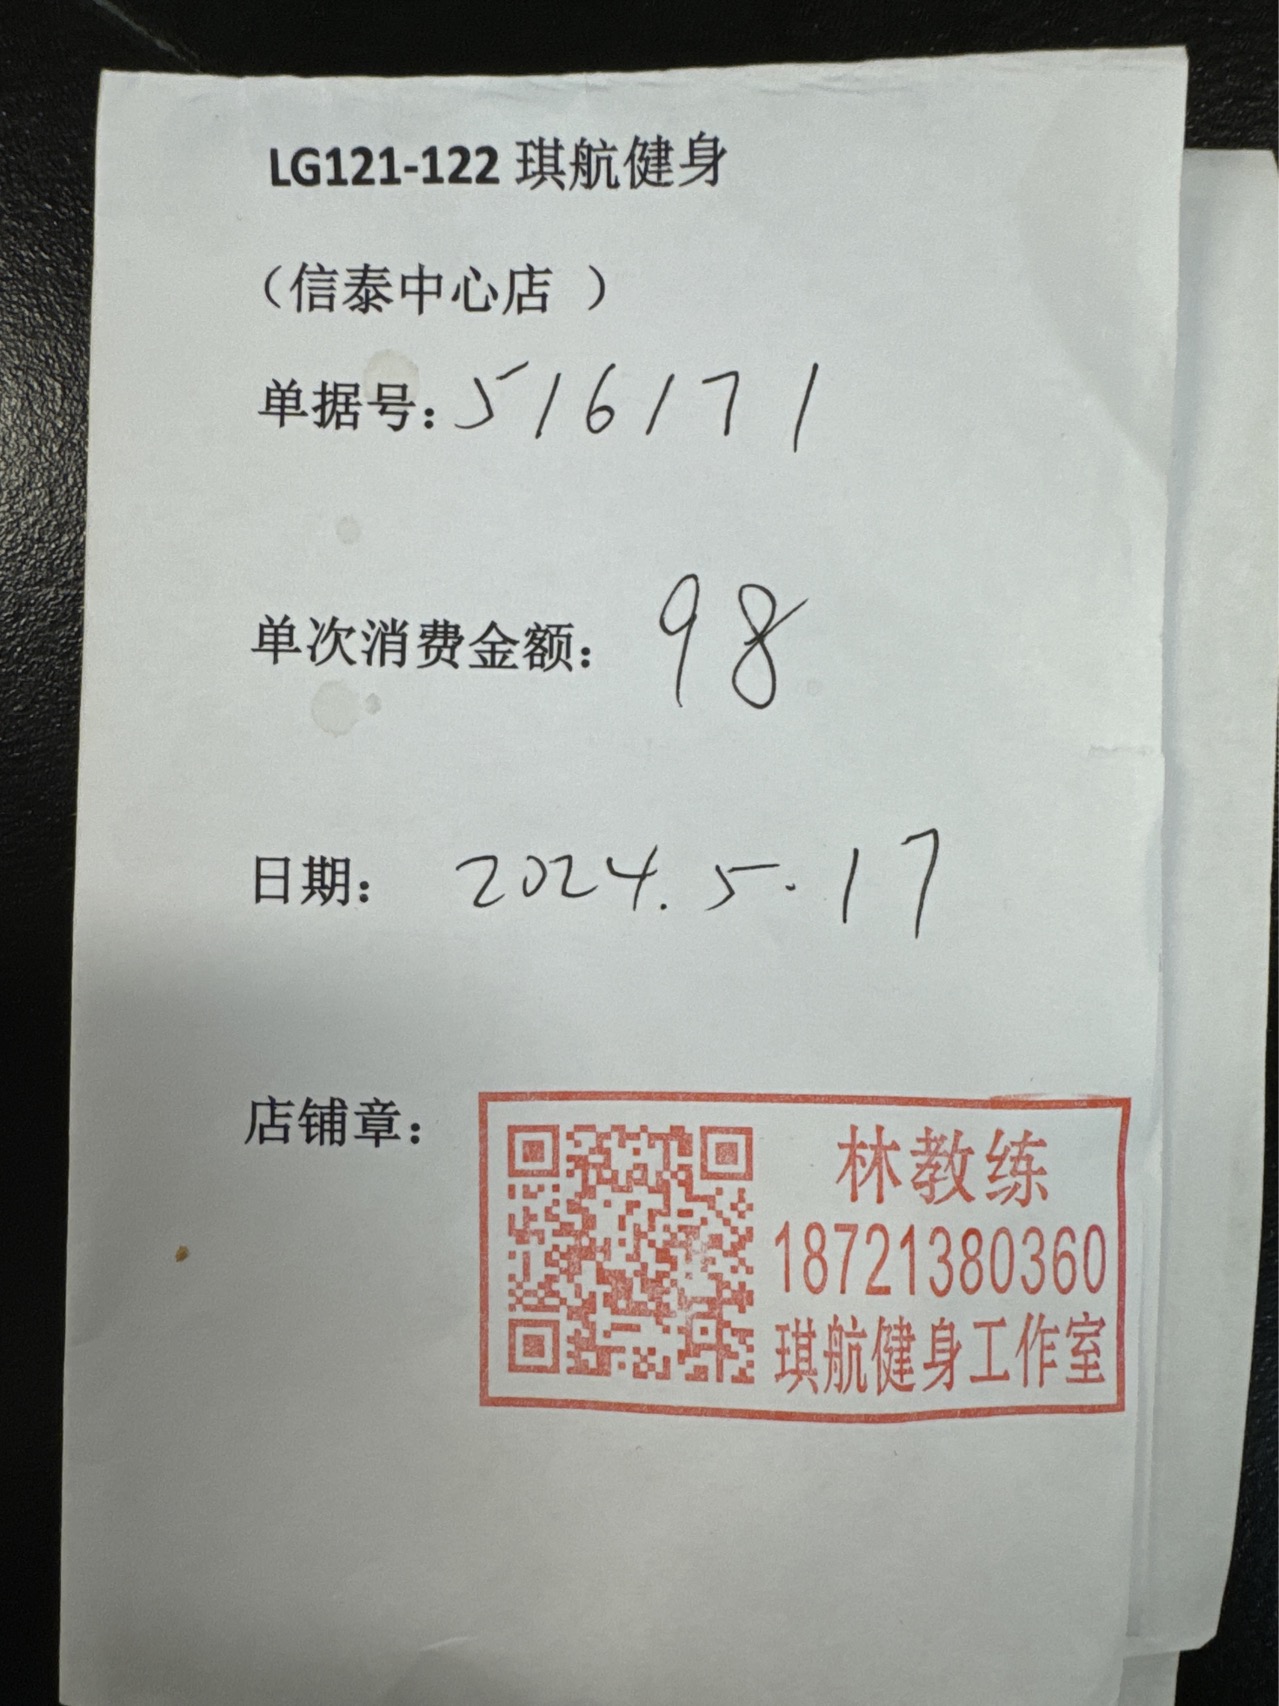 LG121-122 琪航健身
（信泰中心店 ）
单据号：516171
单次消费金额：98
日期：2024.5.17
店铺章：
林教练
18721380360
琪航健身工作室